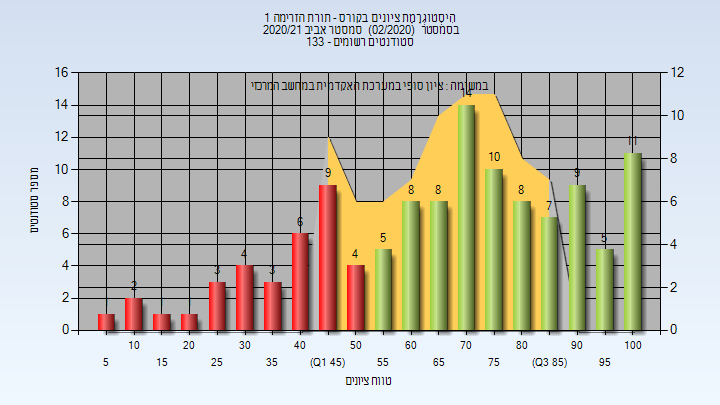 היסטוגרמת ציונים בקורס - תורת הזרימה 1
בסמסטר (02/2020) סמסטר אביב 2020/21
סטודנטים רשומים - 133
במשימה : ציון סופי במערכת האקדמית במחשב המרכזי
מספר סטודנטים
16 14 12 10 8 6 4 2 0
12 10 8 6 4 2 0
1 2 1 1 3 4 3 6 9 4 5 8 8 14 10 8 7 9 5 11
10 20 30 40 50 60 70 80 90 100
5 15 25 35 (Q1 45) 55 65 75 (Q3 85) 95
טווח ציונים